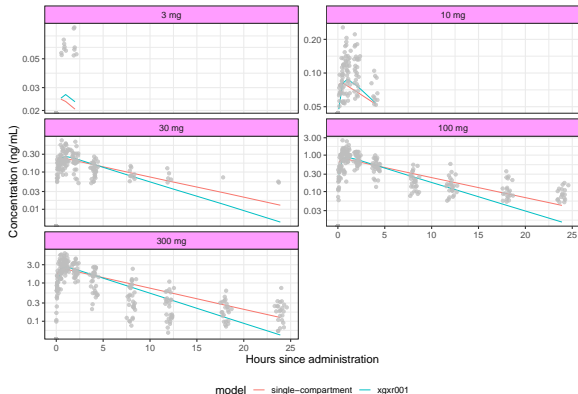 3 mg
10 mg
0.05
0.03
0.02
0.20
0.10
0.05
30 mg
100 mg
0.30
0.10
0.03
0.01
3.00
1.00
0.30
0.10
0.03
300 mg
3.0
1.0
0.3
0.1
0 5 10 15 20 25
0 5 10 15 20 25
Concentration (ng/mL)
Hours since administration
model single−compartment xgxr001